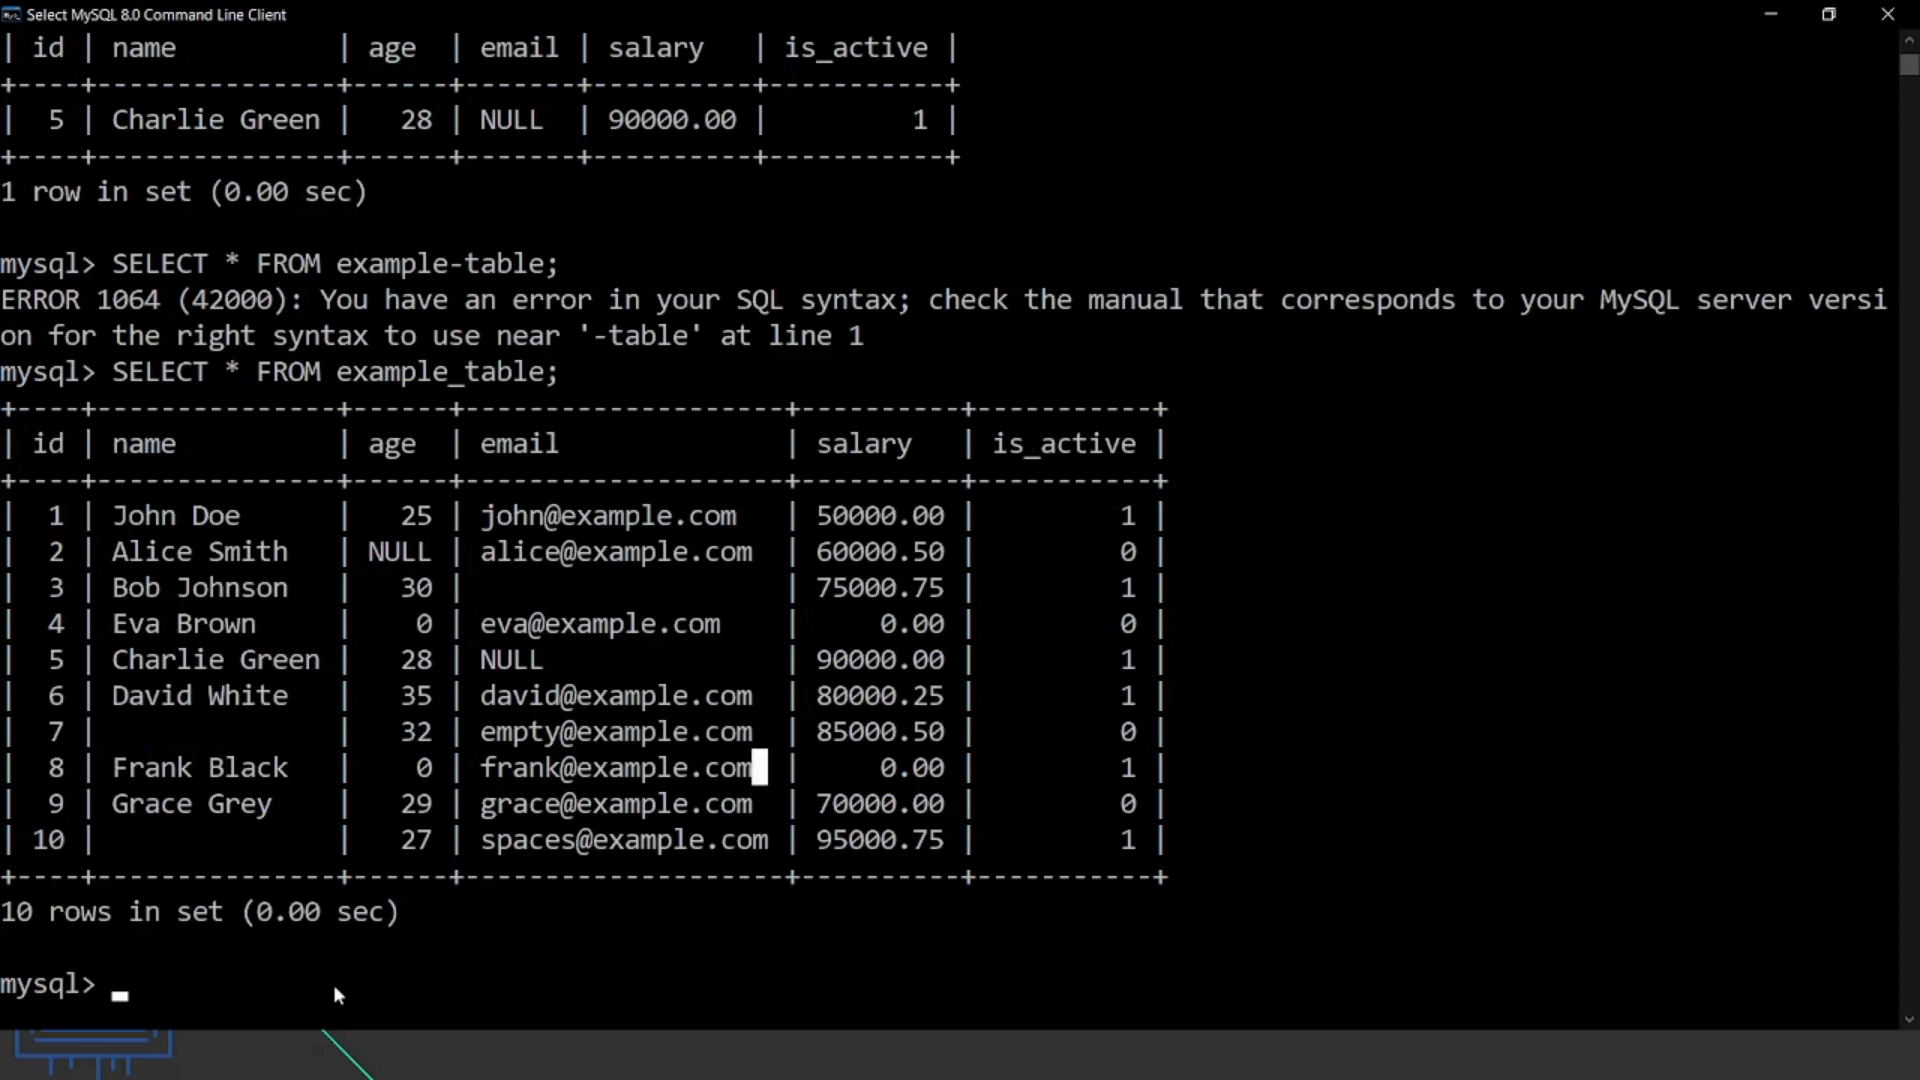 Select MySQL 8.0 Command Line Client
| id | name          | age  | email | salary   | is_active |
+----+---------------+------+-------+----------+-----------+
|  5 | Charlie Green |   28 | NULL  | 90000.00 |         1 |
+----+---------------+------+-------+----------+-----------+
1 row in set (0.00 sec)
mysql> SELECT * FROM example-table;
ERROR 1064 (42000): You have an error in your SQL syntax; check the manual that corresponds to your MySQL server versi
on for the right syntax to use near '-table' at line 1
mysql> SELECT * FROM example_table;
+----+---------------+------+--------------------+----------+-----------+
| id | name          | age  | email              | salary   | is_active |
+----+---------------+------+--------------------+----------+-----------+
|  1 | John Doe      |   25 | john@example.com   | 50000.00 |         1 |
|  2 | Alice Smith   | NULL | alice@example.com  | 60000.50 |         0 |
|  3 | Bob Johnson   |   30 |                    | 75000.75 |         1 |
|  4 | Eva Brown     |    0 | eva@example.com    |     0.00 |         0 |
|  5 | Charlie Green |   28 | NULL               | 90000.00 |         1 |
|  6 | David White   |   35 | david@example.com  | 80000.25 |         1 |
|  7 |               |   32 | empty@example.com  | 85000.50 |         0 |
|  8 | Frank Black   |    0 | frank@example.com  |     0.00 |         1 |
|  9 | Grace Grey    |   29 | grace@example.com  | 70000.00 |         0 |
| 10 |               |   27 | spaces@example.com | 95000.75 |         1 |
+----+---------------+------+--------------------+----------+-----------+
10 rows in set (0.00 sec)
mysql>